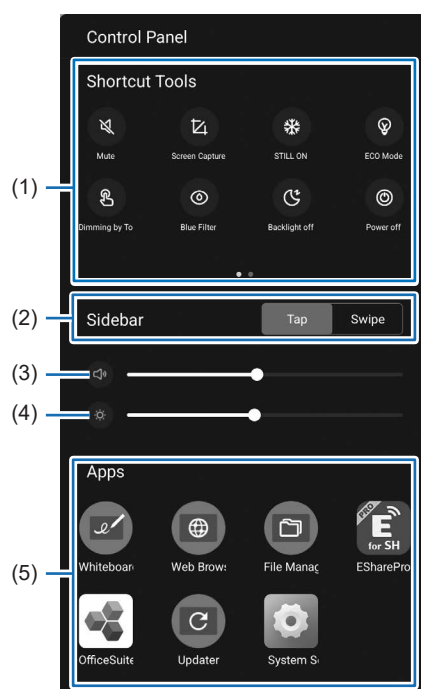 Control Panel
Shortcut Tools
Mute
Screen Capture
STILL ON
ECO Mode
(1)
Dimming by To
Blue Filter
Backlight off
Power off
(2)
Sidebar
Tap
Swipe
(3)
(4)
Apps
PRO
E
for SH
Whiteboar
Web Brow
File Manag
ESharePro
(5)
OfficeSuite
Updater
System S